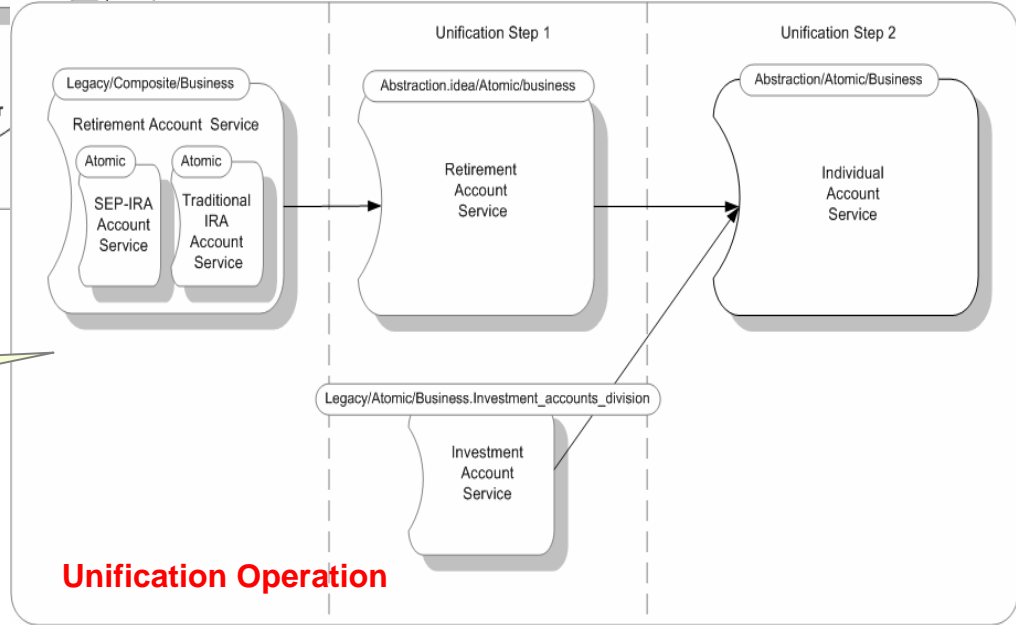 Unification Step 1
Unification Step 2
Legacy/Composite/Business
Retirement Account Service
Atomic
SEP-IRA
Account
Service
Atomic
Traditional
IRA
Account
Service
Abstraction.idea/Atomic/business
Retirement
Account
Service
Abstraction/Atomic/Business
Individual
Account
Service
Legacy/Atomic/Business.Investment_accounts_division
Investment
Account
Service
Unification Operation